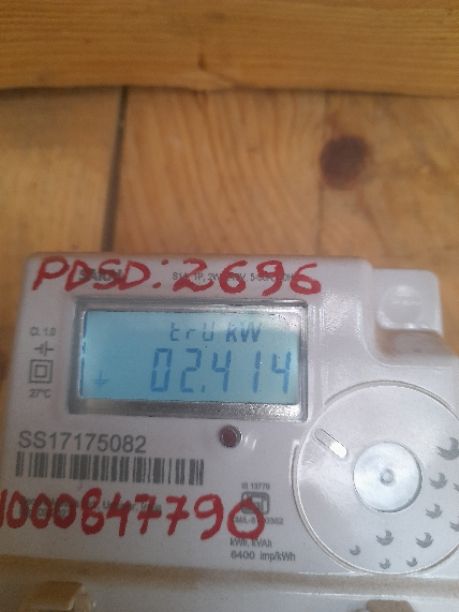 PDSD: 2696
Cl. 1.0
trU kW
02.414
27°C
SS17175082
IS 13779
1000847790
kWh, kVAh
6400 imp/kWh